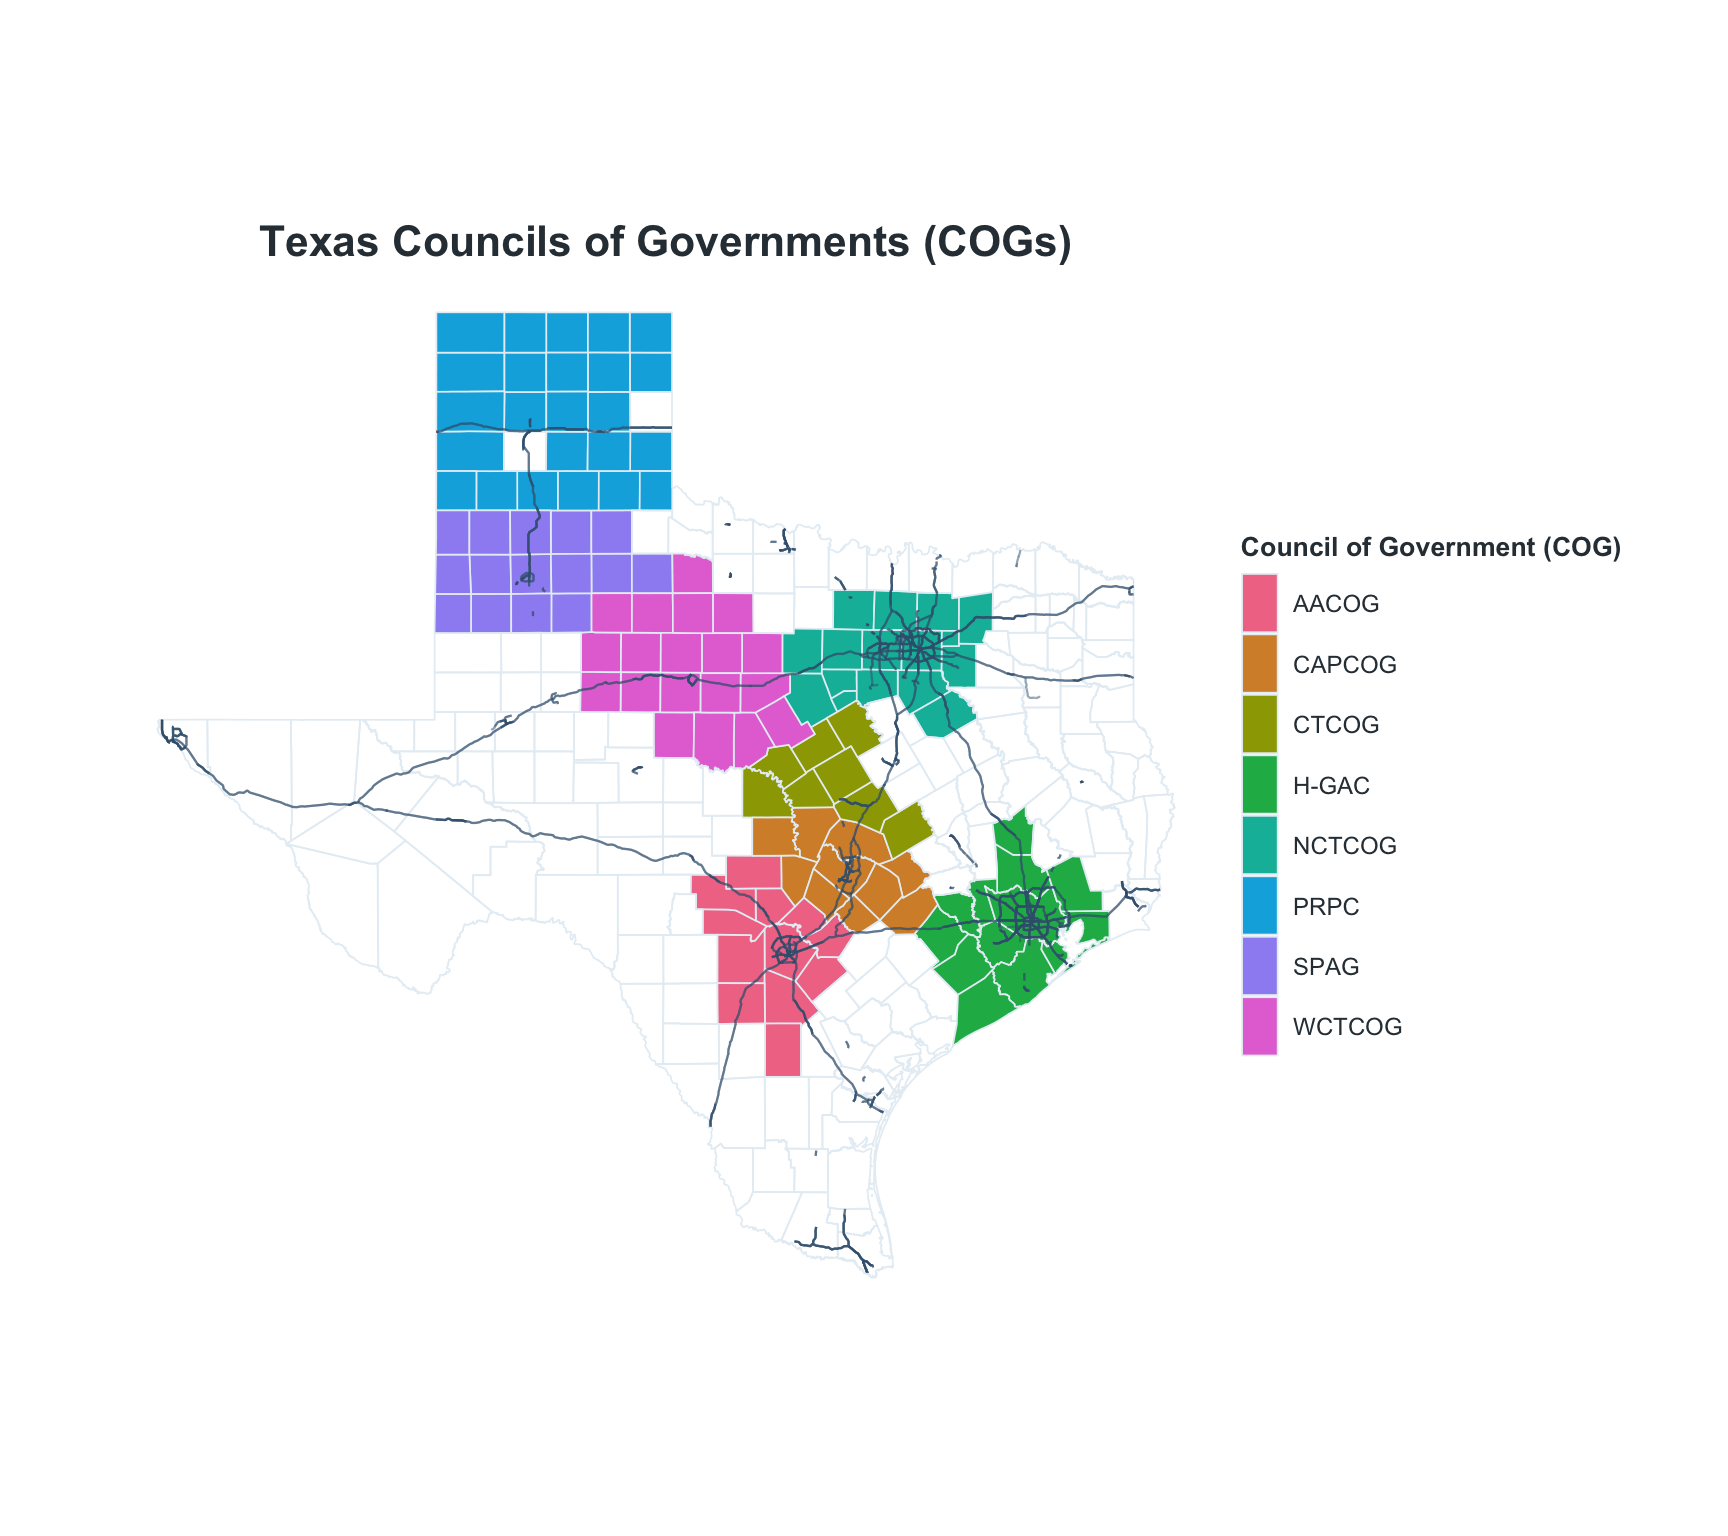 Texas Councils of Governments (COGs)
Council of Government (COG)
AACOG
CAPCOG
CTCOG
H-GAC
NCTCOG
PRPC
SPAG
WCTCOG